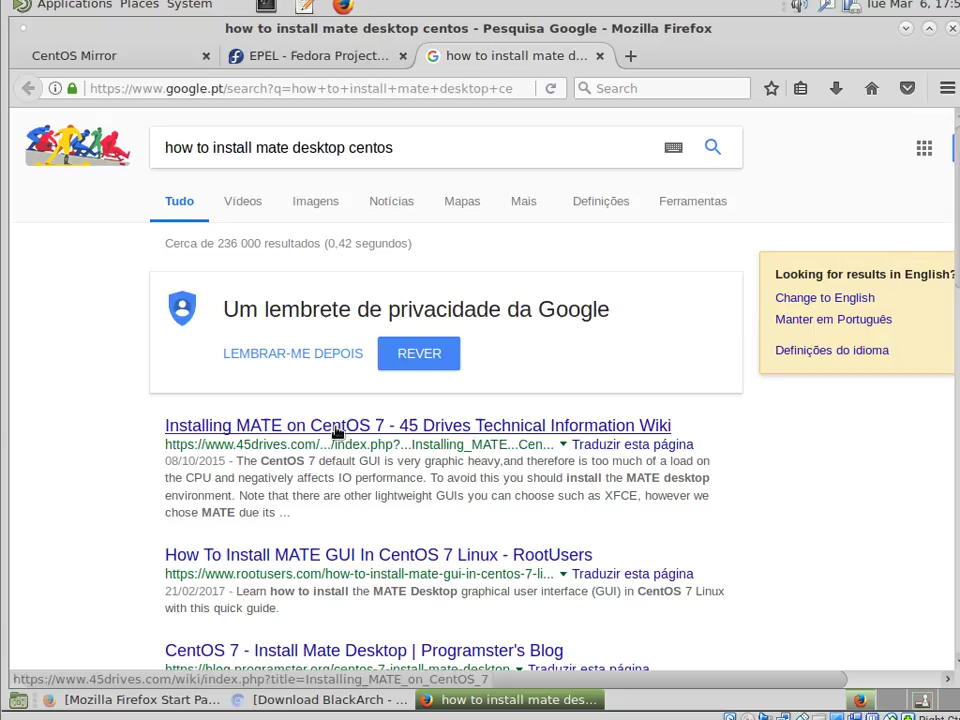 Applications Places System
Tue Mar 6, 17:5
how to install mate desktop centos - Pesquisa Google - Mozilla Firefox
CentOS Mirror
EPEL - Fedora Project...
how to install mate d...
https://www.google.pt/search?q=how+to+install+mate+desktop+ce
Search
how to install mate desktop centos
Tudo
Vídeos
Imagens
Notícias
Mapas
Mais
Definições
Ferramentas
Cerca de 236 000 resultados (0,42 segundos)
Looking for results in English?
Change to English
Manter em Português
Definições do idioma
Um lembrete de privacidade da Google
LEMBRAR-ME DEPOIS
REVER
Installing MATE on CentOS 7 - 45 Drives Technical Information Wiki
https://www.45drives.com/.../index.php?...Installing_MATE...Cen... Traduzir esta página
08/10/2015 - The CentOS 7 default GUI is very graphic heavy,and therefore is too much of a load on
the CPU and negatively affects IO performance. To avoid this you should install the MATE desktop
environment. Note that there are other lightweight GUIs you can choose such as XFCE, however we
chose MATE due its ...
How To Install MATE GUI In CentOS 7 Linux - RootUsers
https://www.rootusers.com/how-to-install-mate-gui-in-centos-7-li... Traduzir esta página
21/02/2017 - Learn how to install the MATE Desktop graphical user interface (GUI) in CentOS 7 Linux
with this quick guide.
CentOS 7 - Install Mate Desktop | Programster's Blog
https://blog.programster.org/centos-7-install-mate-desktop Traduzir esta página
https://www.45drives.com/wiki/index.php?title=Installing_MATE_on_CentOS_7
[Mozilla Firefox Start Pa...
[Download BlackArch - ...
how to install mate des...
Right C